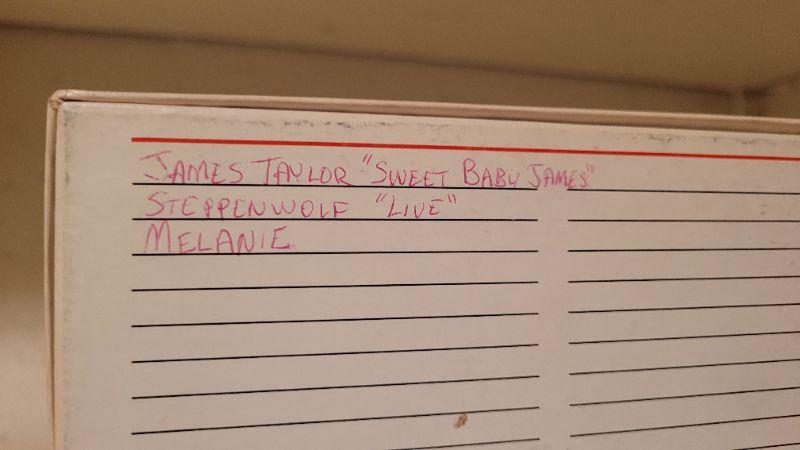 JAMES TAYLOR "SWEET BABY JAMES"
STEPPENWOLF "LIVE"
MELANIE